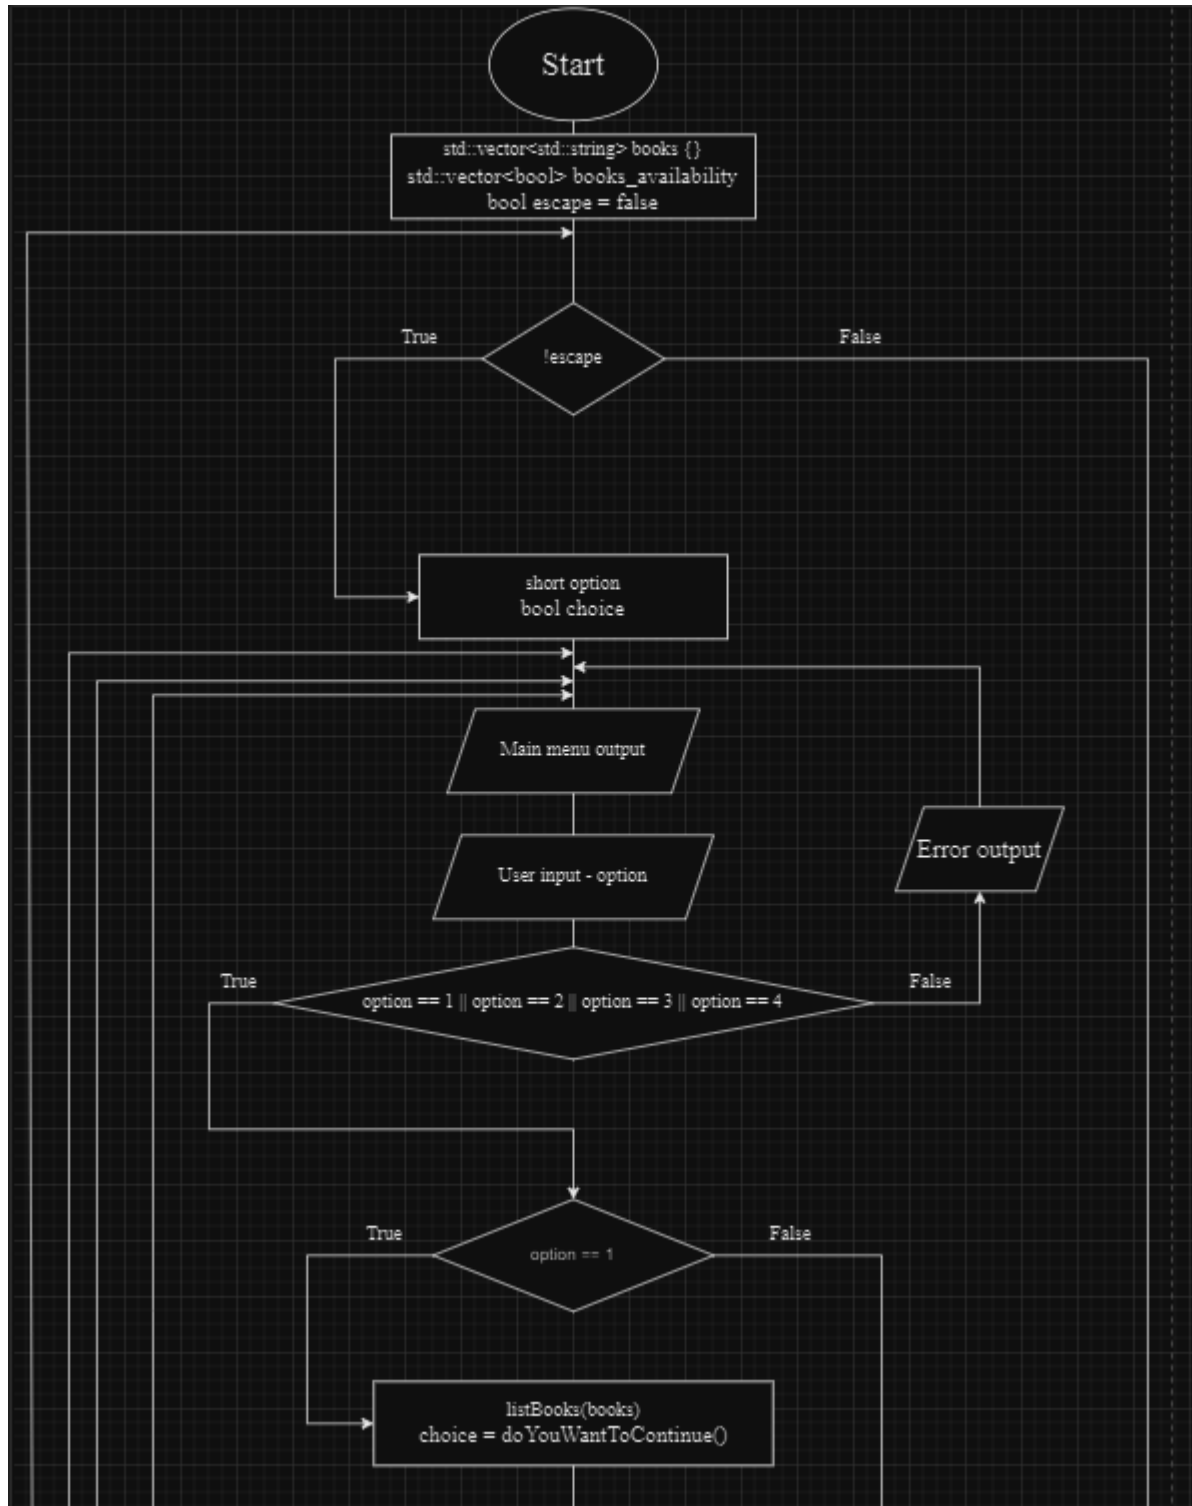 Start
std::vector<std::string> books {}
std::vector<bool> books_availability
bool escape = false
True
False
!escape
short option
bool choice
Main menu output
Error output
User input - option
True
False
option == 1 || option == 2 || option == 3 || option == 4
True
False
option == 1
listBooks(books)
choice = doYouWantToContinue()